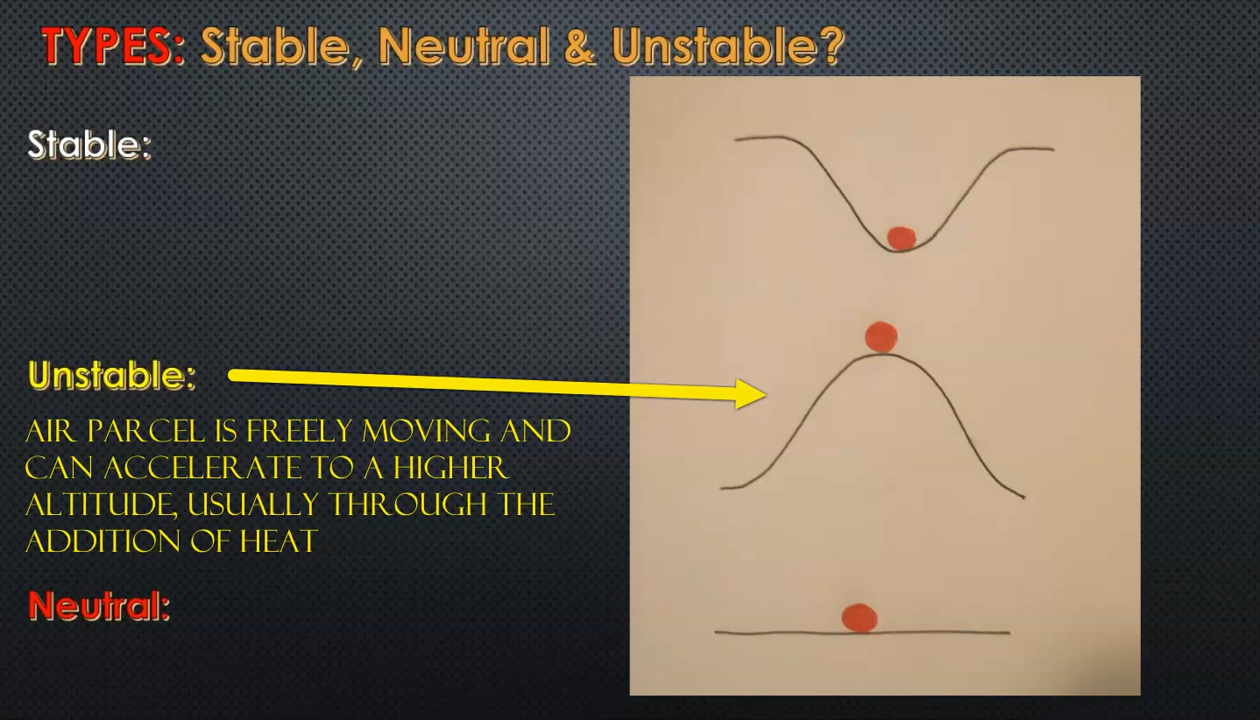 TYPES: Stable, Neutral & Unstable?
Stable:
Unstable:
AIR PARCEL IS FREELY MOVING AND
CAN ACCELERATE TO A HIGHER
ALTITUDE, USUALLY THROUGH THE
ADDITION OF HEAT
Neutral: